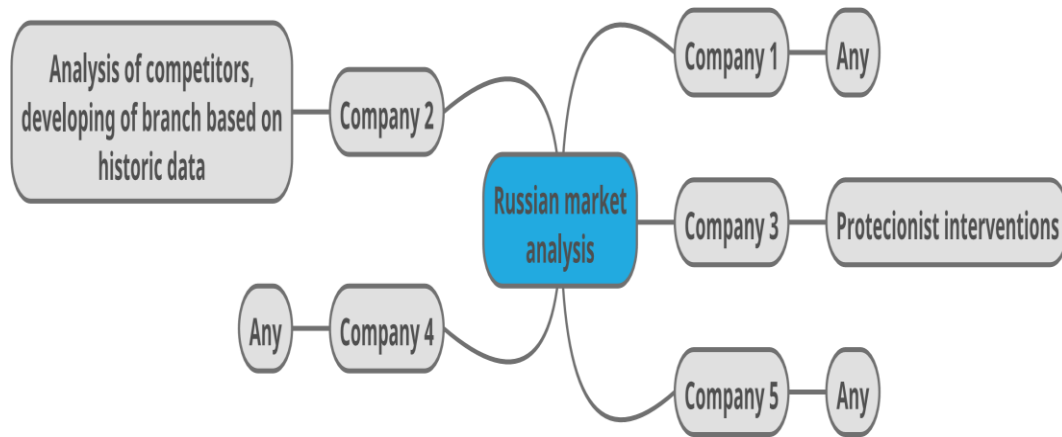 Company 1
Any
Analysis of competitors,
developing of branch based on
historic data
Company 2
Russian market
analysis
Company 3
Protecionist interventions
Any
Company 4
Company 5
Any